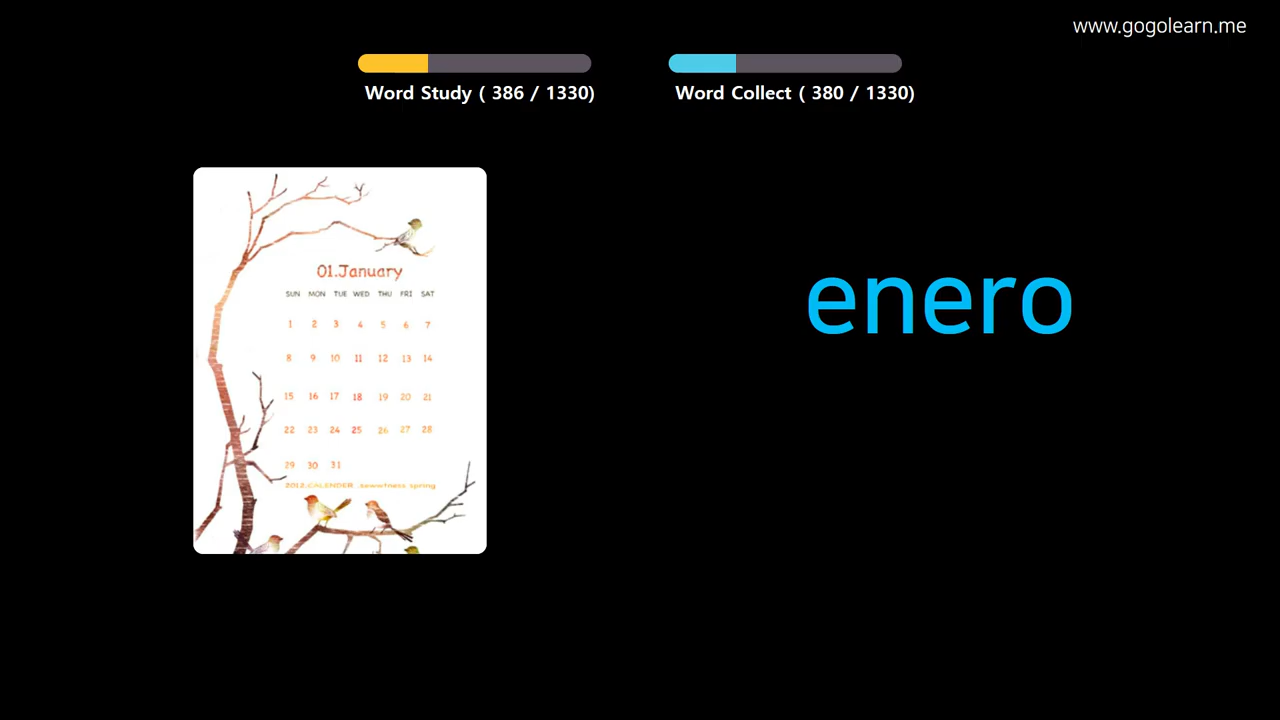 www.gogolearn.me
Word Study ( 386 / 1330)
Word Collect ( 380 / 1330)
01.January
SUN MON TUE WED THU FRI SAT
1 2 3 4 5 6 7
8 9 10 11 12 13 14
15 16 17 18 19 20 21
22 23 24 25 26 27 28
29 30 31
2012.CALENDER .sewwtness spring
enero